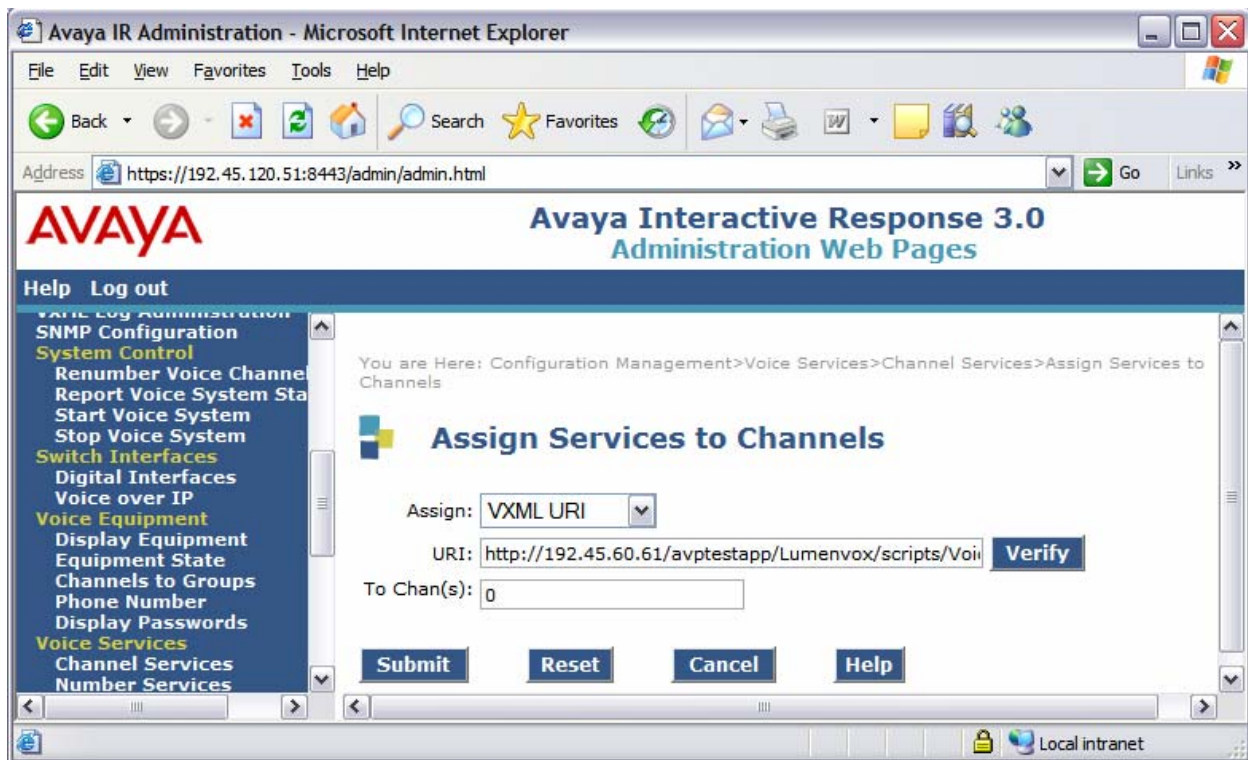 Avaya IR Administration - Microsoft Internet Explorer
File Edit View Favorites Tools Help
Back Search Favorites
Address https://192.45.120.51:8443/admin/admin.html Go Links »
AVAYA
Avaya Interactive Response 3.0
Administration Web Pages
Help Log out
VXML Log Administration
SNMP Configuration
System Control
Renumber Voice Channel
Report Voice System Sta
Start Voice System
Stop Voice System
Switch Interfaces
Digital Interfaces
Voice over IP
Voice Equipment
Display Equipment
Equipment State
Channels to Groups
Phone Number
Display Passwords
Voice Services
Channel Services
Number Services
You are Here: Configuration Management>Voice Services>Channel Services>Assign Services to
Channels
Assign Services to Channels
Assign: VXML URI
URI: http://192.45.60.61/avptestapp/Lumenvox/scripts/Voi Verify
To Chan(s): 0
Submit Reset Cancel Help
Local intranet